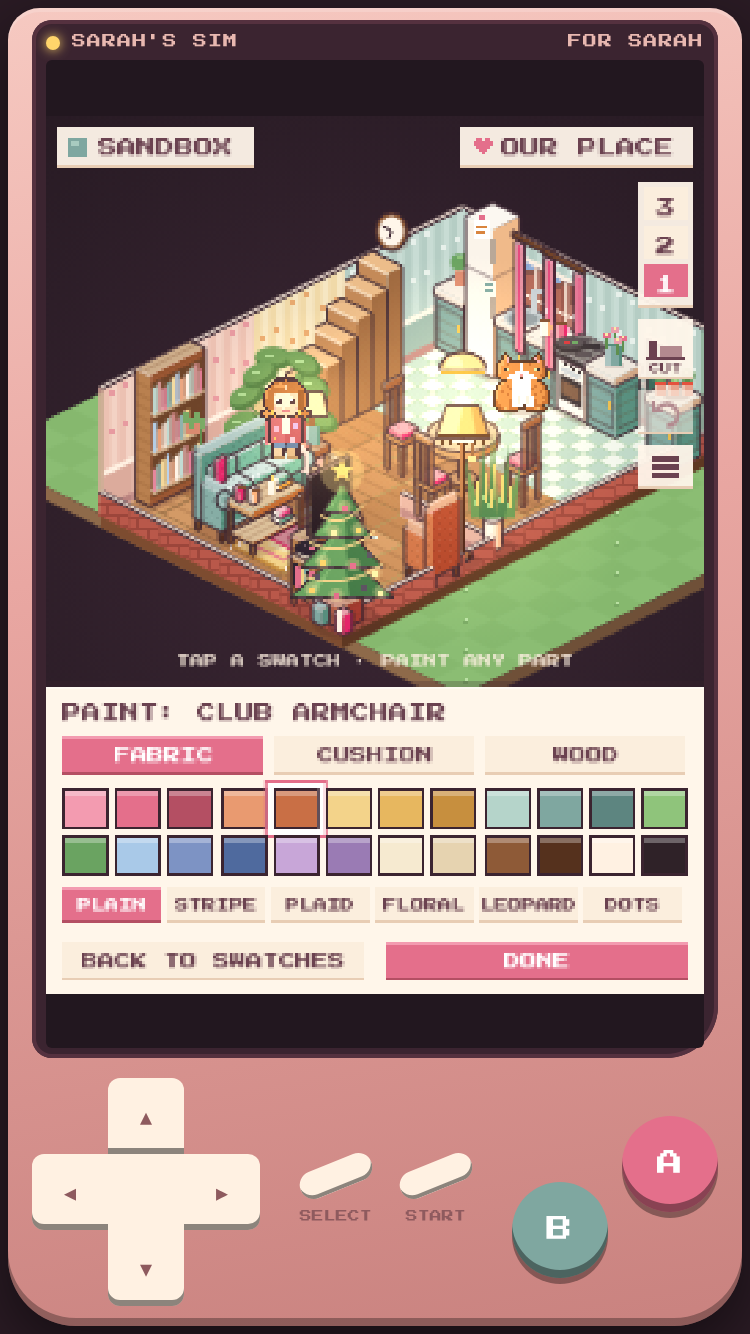 SARAH'S SIM
FOR SARAH
SANDBOX
OUR PLACE
3
2
1
CUT
TAP A SWATCH · PAINT ANY PART
PAINT: CLUB ARMCHAIR
FABRIC
CUSHION
WOOD
PLAIN
STRIPE
PLAID
FLORAL
LEOPARD
DOTS
BACK TO SWATCHES
DONE
SELECT
START
B
A